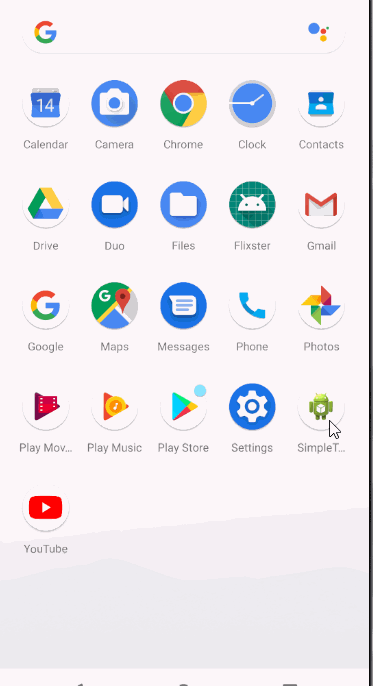 14
Calendar Camera Chrome Clock Contacts
Drive Duo Files Flixster Gmail
G
Google Maps Messages Phone Photos
Play Mov... Play Music Play Store Settings SimpleT...
YouTube